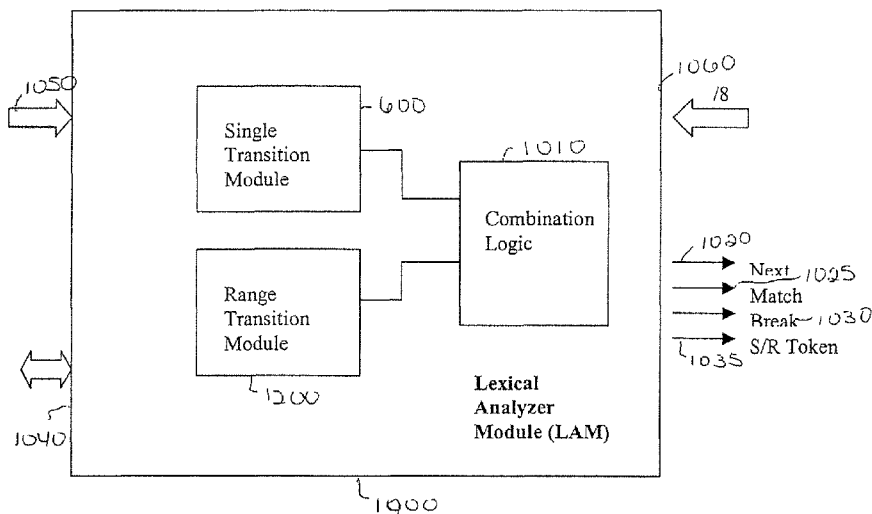 1050
1060
/8
600
Single
Transition
Module
1010
Combination
Logic
1020
Next
1025
Match
Break
1030
S/R Token
1035
Range
Transition
Module
1200
Lexical
Analyzer
Module (LAM)
1040
1000